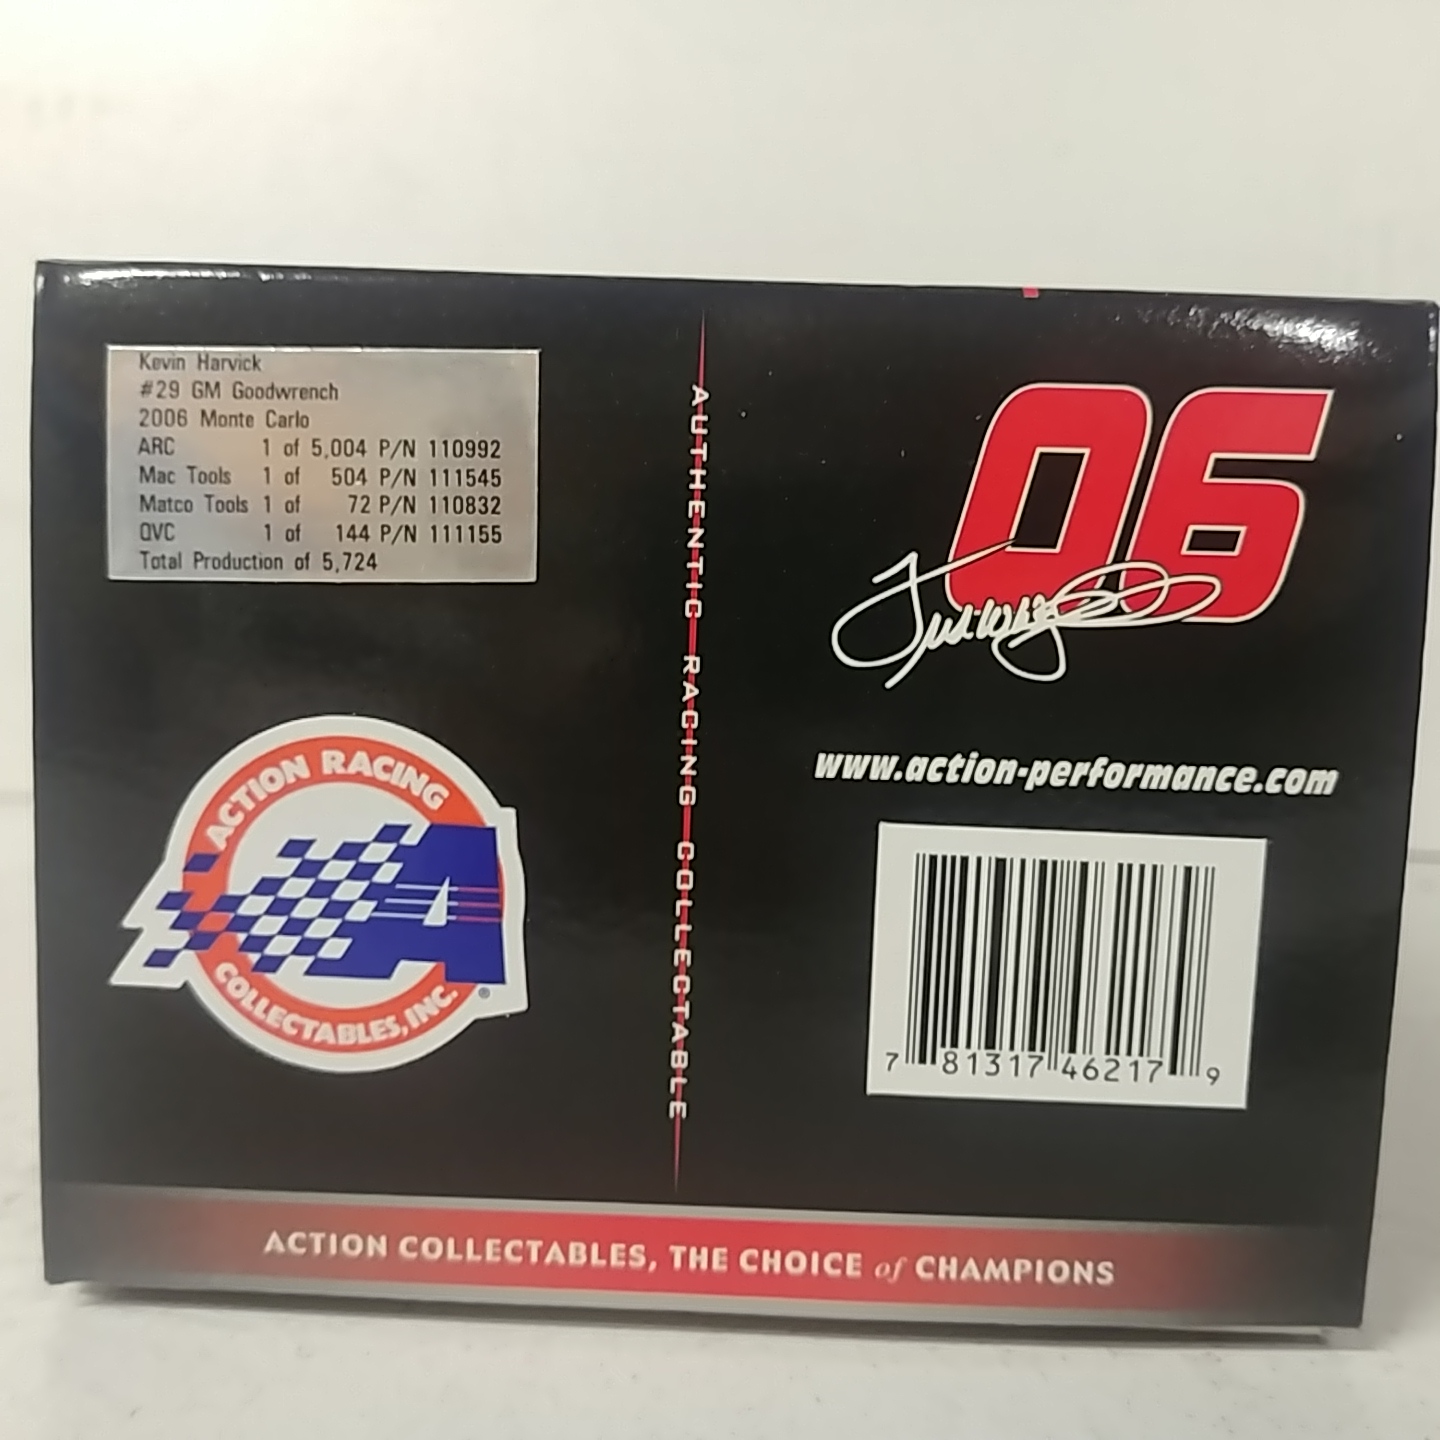 Kevin Harvick
#29 GM Goodwrench
2006 Monte Carlo
ARC 1 of 5,004 P/N 110992
Mac Tools 1 of 504 P/N 111545
Matco Tools 1 of 72 P/N 110832
QVC 1 of 144 P/N 111155
Total Production of 5,724
AUTHENTIC RACING COLLECTABLE
06
www.action-performance.com
ACTION RACING
COLLECTABLES, INC.
®
7 81317 46217 9
ACTION COLLECTABLES, THE CHOICE of CHAMPIONS